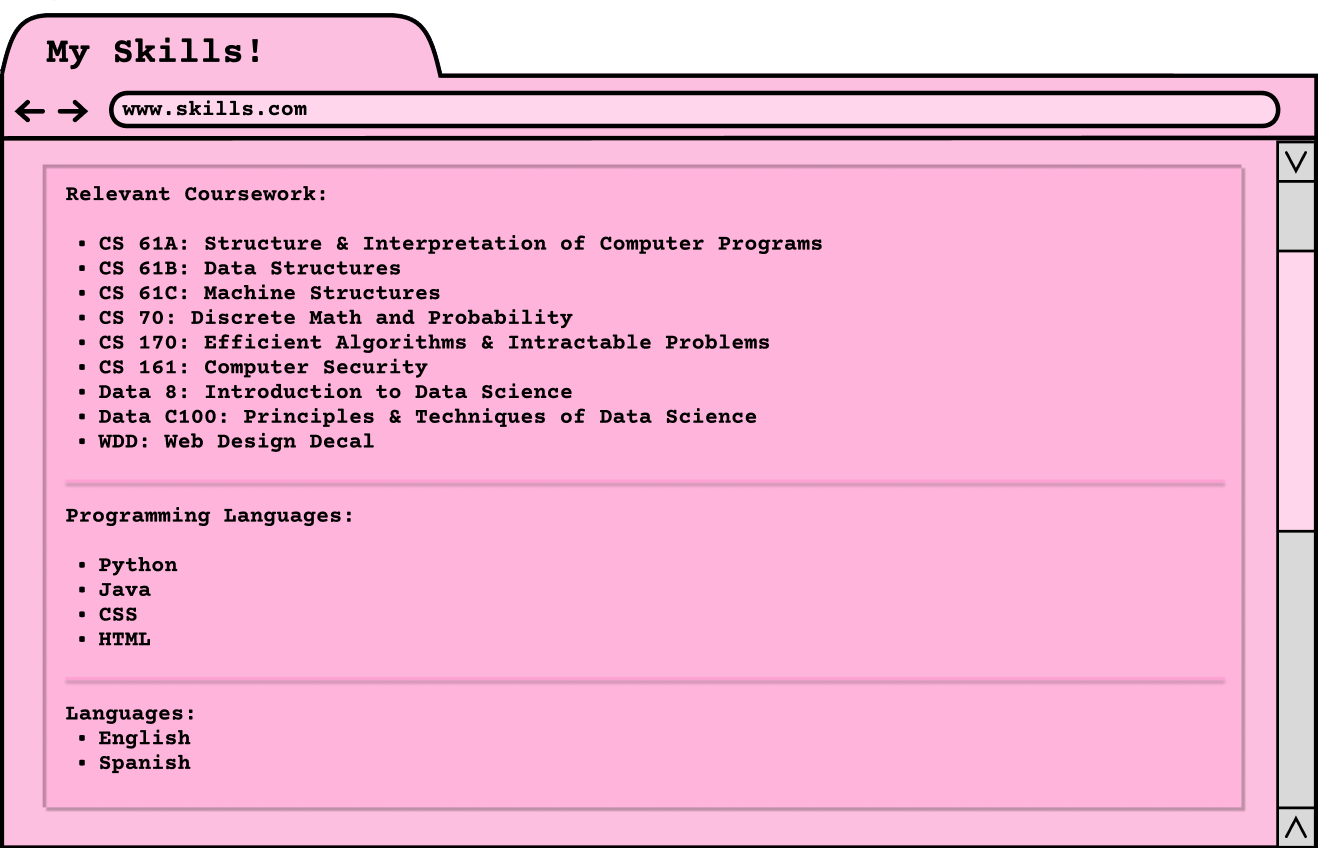 My Skills!
www.skills.com
Relevant Coursework:
• CS 61A: Structure & Interpretation of Computer Programs
• CS 61B: Data Structures
• CS 61C: Machine Structures
• CS 70: Discrete Math and Probability
• CS 170: Efficient Algorithms & Intractable Problems
• CS 161: Computer Security
• Data 8: Introduction to Data Science
• Data C100: Principles & Techniques of Data Science
• WDD: Web Design Decal
Programming Languages:
• Python
• Java
• CSS
• HTML
Languages:
• English
• Spanish